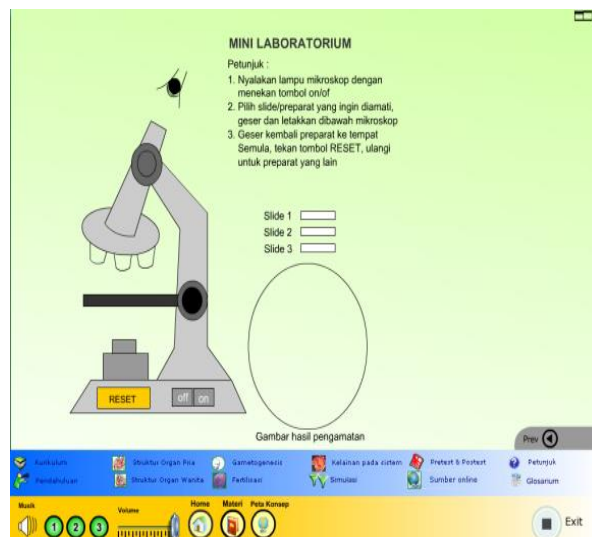 MINI LABORATORIUM
Petunjuk :
1. Nyalakan lampu mikroskop dengan
menekan tombol on/of
2. Pilih slide/preparat yang ingin diamati,
geser dan letakkan dibawah mikroskop
3. Geser kembali preparat ke tempat
Semula, tekan tombol RESET, ulangi
untuk preparat yang lain
Slide 1
Slide 2
Slide 3
RESET
off on
Gambar hasil pengamatan
Prev
Kurikulum Struktur Organ Pria Gametogenesis Kelainan pada sistem Pretest & Postest Petunjuk
Pendahuluan Struktur Organ Wanita Fertilisasi Simulasi Sumber online Glosarium
Musik Volume Home Materi Peta Konsep
1 2 3
Exit